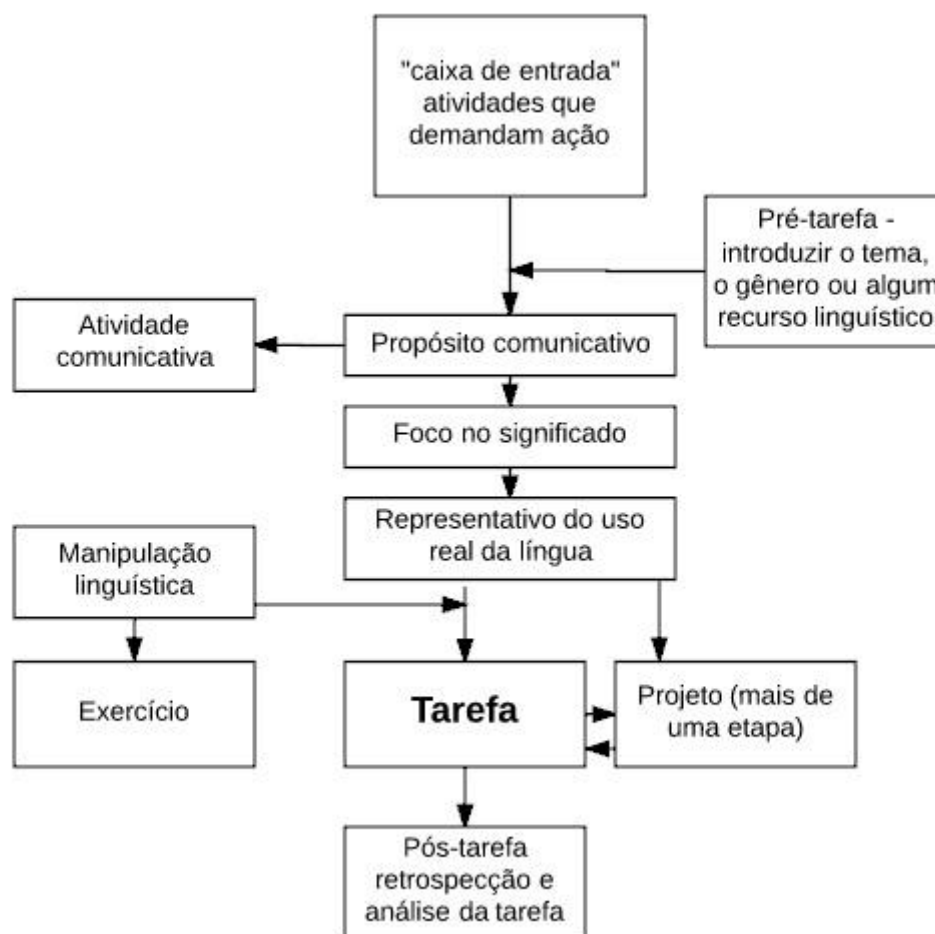 "caixa de entrada"
atividades que
demandam ação
Pré-tarefa -
introduzir o tema,
o gênero ou algum
recurso linguístico
Atividade
comunicativa
Propósito comunicativo
Foco no significado
Representativo do uso
real da língua
Manipulação
linguística
Exercício
Tarefa
Projeto (mais de
uma etapa)
Pós-tarefa
retrospecção e
análise da tarefa